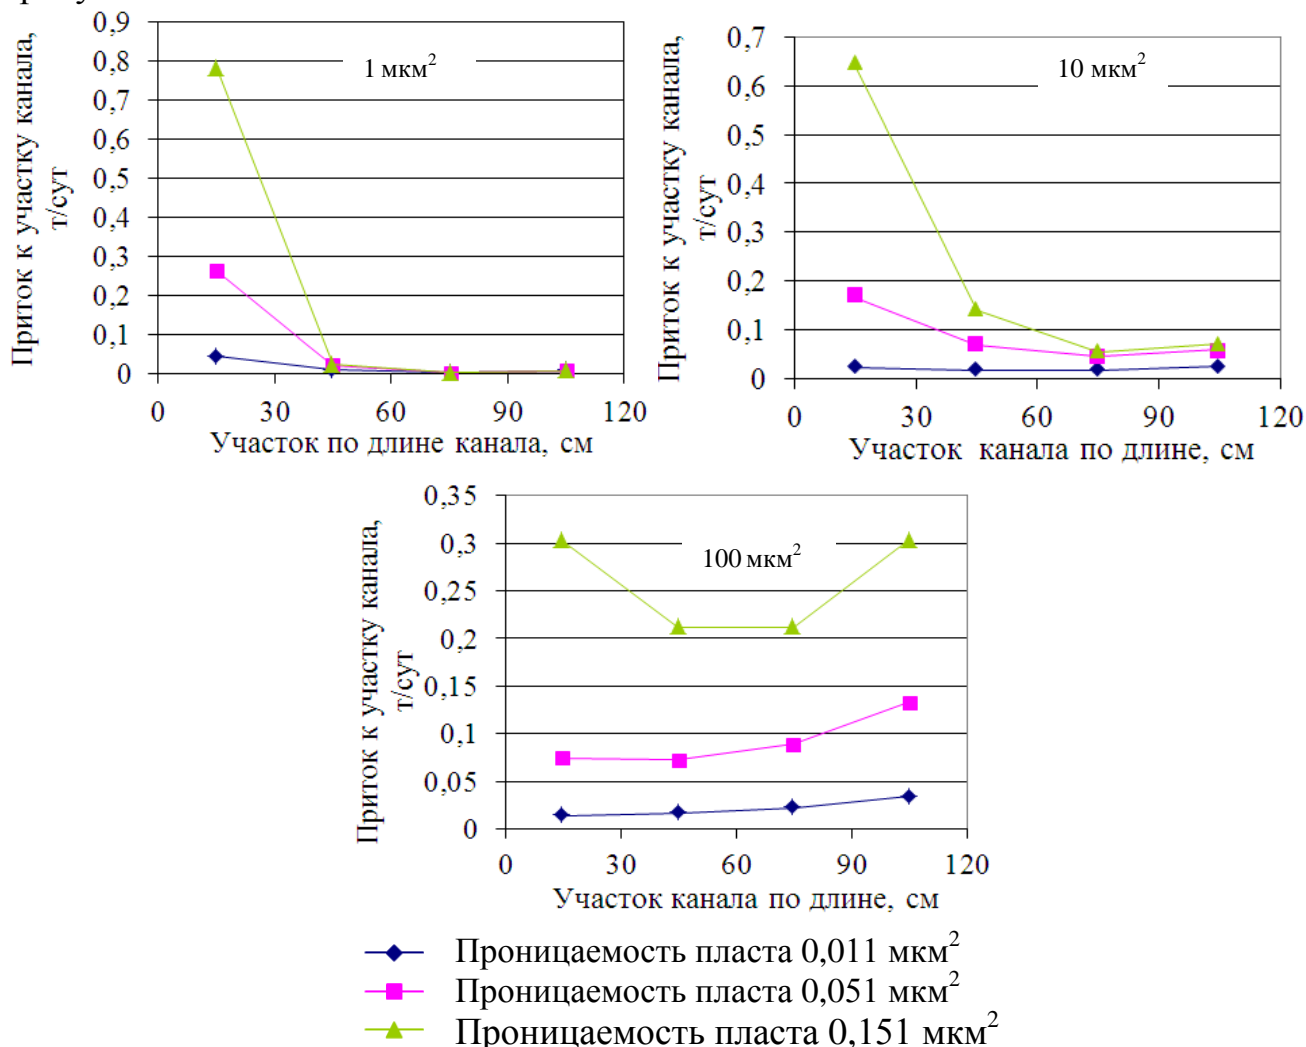 Приток к участку канала,
т/сут
0,9
0,8
0,7
0,6
0,5
0,4
0,3
0,2
0,1
0
1 мкм²
0 30 60 90 120
Участок по длине канала, см
Приток к участку канала,
т/сут
0,7
0,6
0,5
0,4
0,3
0,2
0,1
0
10 мкм²
0 30 60 90 120
Участок канала по длине, см
Приток к участку канала,
т/сут
0,35
0,3
0,25
0,2
0,15
0,1
0,05
0
100 мкм²
0 30 60 90 120
Участок канала по длине, см
Проницаемость пласта 0,011 мкм²
Проницаемость пласта 0,051 мкм²
Проницаемость пласта 0,151 мкм²